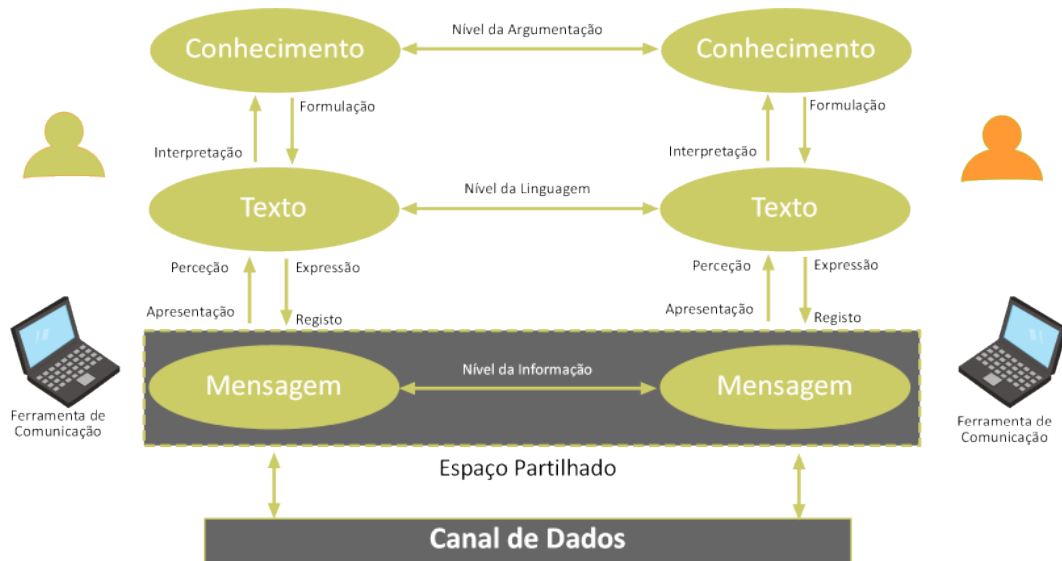 Conhecimento
Nível da Argumentação
Conhecimento
Formulação
Formulação
Interpretação
Interpretação
Texto
Nível da Linguagem
Texto
Perceção
Expressão
Perceção
Expressão
Apresentação
Registo
Apresentação
Registo
Mensagem
Nível da Informação
Mensagem
Ferramenta de
Comunicação
Ferramenta de
Comunicação
Espaço Partilhado
Canal de Dados